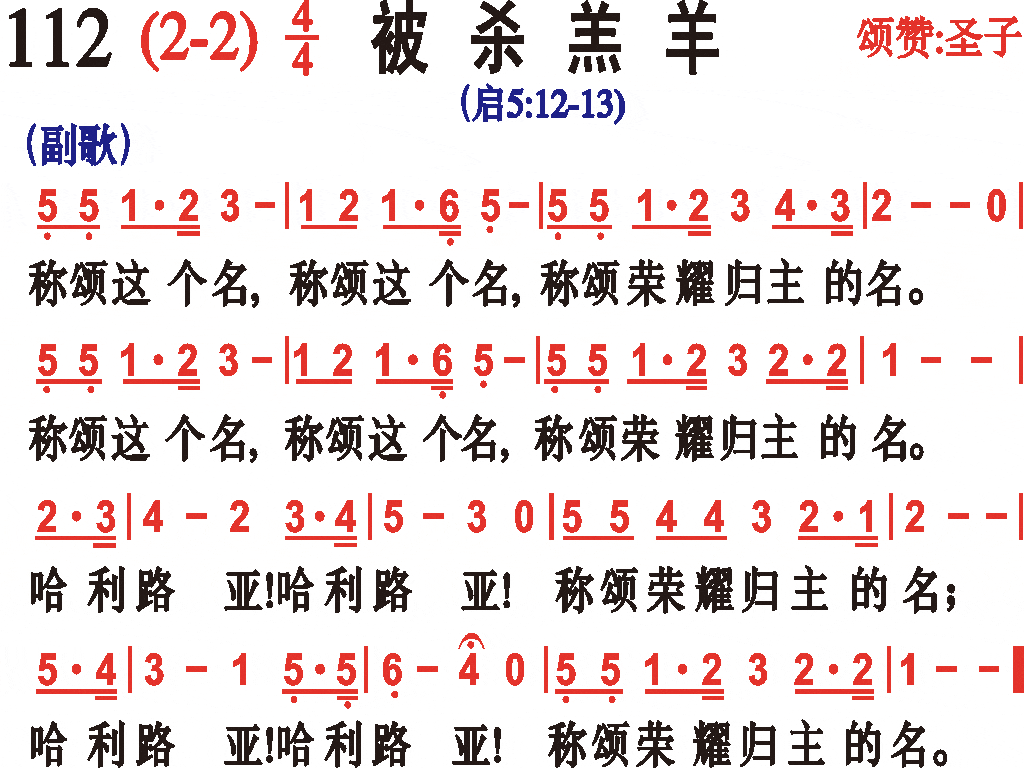 112 (2-2) 4/4 被杀羔羊 颂赞:圣子
(启5:12-13)
(副歌)
5 5 1·2 3 – | 1 2 1·6 5 – | 5 5 1·2 3 4·3 | 2 – – 0 |
称颂这个名, 称颂这个名, 称颂荣耀归主的名。
5 5 1·2 3 – | 1 2 1·6 5 – | 5 5 1·2 3 2·2 | 1 – – |
称颂这个名, 称颂这个名, 称颂荣耀归主的名。
2·3 | 4 – 2 3·4 | 5 – 3 0 | 5 5 4 4 3 2·1 | 2 – – |
哈利路亚!哈利路亚! 称颂荣耀归主的名;
5·4 | 3 – 1 5·5 | 6 – 4 0 | 5 5 1·2 3 2·2 | 1 – – |
哈利路亚!哈利路亚! 称颂荣耀归主的名。